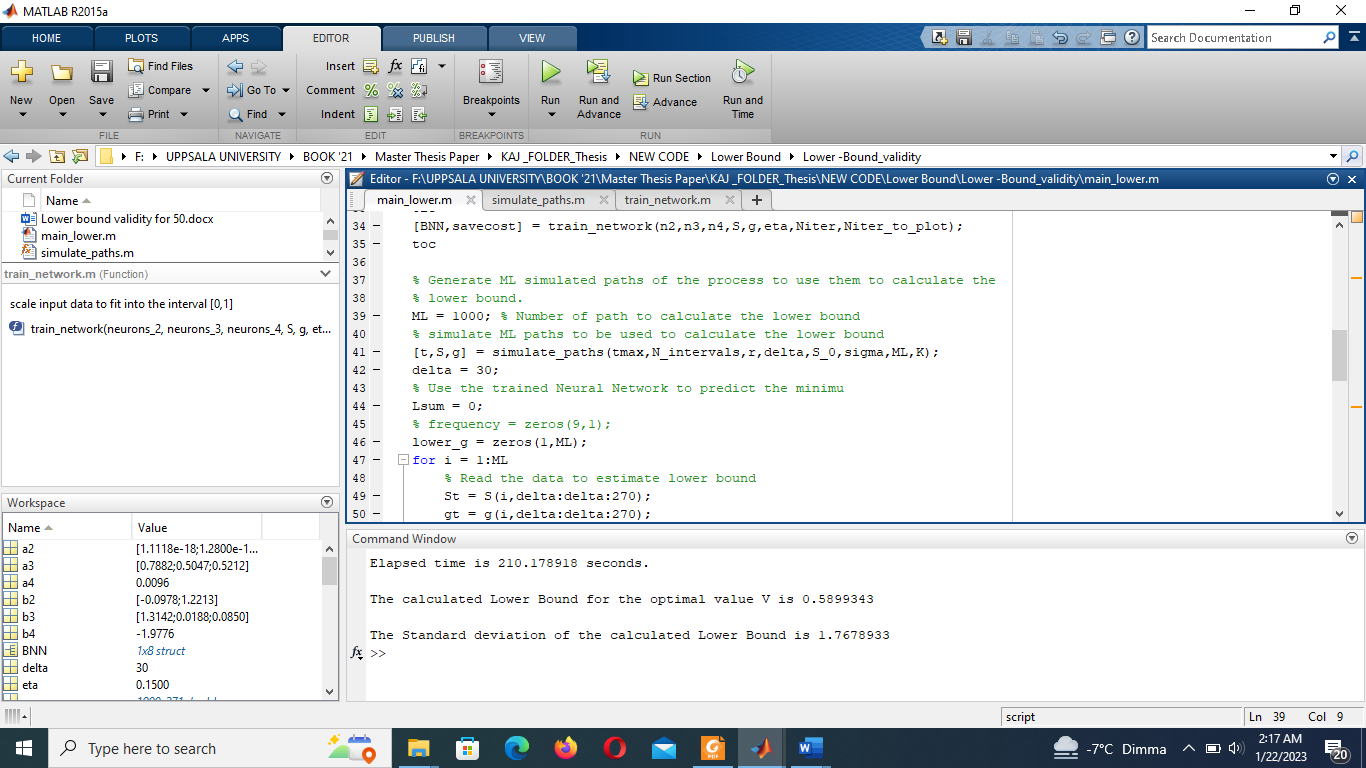 MATLAB R2015a
HOME PLOTS APPS EDITOR PUBLISH VIEW
Search Documentation
New Open Save Find Files Compare Print
Go To Find
Insert fx
Comment
Indent
Breakpoints
Run Run and Advance Run Section Advance Run and Time
FILE NAVIGATE EDIT BREAKPOINTS RUN
F: UPPSALA UNIVERSITY BOOK '21 Master Thesis Paper KAJ _FOLDER_Thesis NEW CODE Lower Bound Lower -Bound_validity
Current Folder
Name
Lower bound validity for 50.docx
main_lower.m
simulate_paths.m
train_network.m (Function)
scale input data to fit into the interval [0,1]
train_network(neurons_2, neurons_3, neurons_4, S, g, et...
Workspace
Name Value
a2 [1.1118e-18;1.2800e-1...
a3 [0.7882;0.5047;0.5212]
a4 0.0096
b2 [-0.0978;1.2213]
b3 [1.3142;0.0188;0.0850]
b4 -1.9776
BNN 1x8 struct
delta 30
eta 0.1500
Editor - F:\UPPSALA UNIVERSITY\BOOK '21\Master Thesis Paper\KAJ _FOLDER_Thesis\NEW CODE\Lower Bound\Lower -Bound_validity\main_lower.m
main_lower.m simulate_paths.m train_network.m
34 [BNN,savecost] = train_network(n2,n3,n4,S,g,eta,Niter,Niter_to_plot);
35 toc
36
37 % Generate ML simulated paths of the process to use them to calculate the
38 % lower bound.
39 ML = 1000; % Number of path to calculate the lower bound
40 % simulate ML paths to be used to calculate the lower bound
41 [t,S,g] = simulate_paths(tmax,N_intervals,r,delta,S_0,sigma,ML,K);
42 delta = 30;
43 % Use the trained Neural Network to predict the minimu
44 Lsum = 0;
45 % frequency = zeros(9,1);
46 lower_g = zeros(1,ML);
47 for i = 1:ML
48 % Read the data to estimate lower bound
49 St = S(i,delta:delta:270);
50 gt = g(i,delta:delta:270);
Command Window
Elapsed time is 210.178918 seconds.
The calculated Lower Bound for the optimal value V is 0.5899343
The Standard deviation of the calculated Lower Bound is 1.7678933
fx >>
script Ln 39 Col 9
Type here to search
-7°C Dimma
2:17 AM
1/22/2023
20